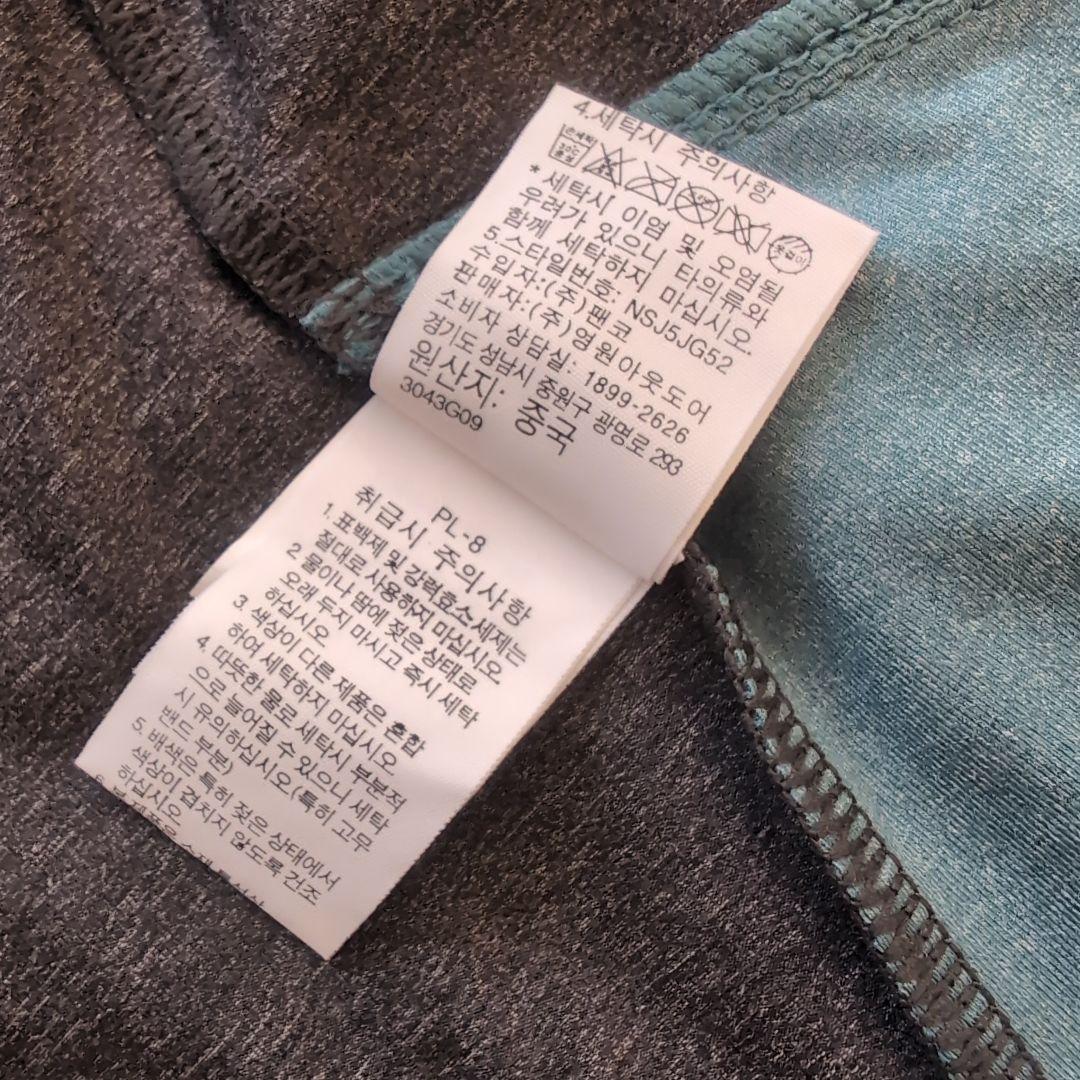 4.세탁시 주의사항
손세탁 30℃ 중성
* 세탁시 이염 및 오염될
우려가 있으니 타의류와
함께 세탁하지 마십시오.
5.스타일번호: NSJ5JG52
수입자:(주)팬코
판매자:(주)영원아웃도어
소비자 상담실: 1899-2626
경기도 성남시 중원구 광명로 293
원산지: 중국
3043G09
PL-8
취급시 주의사항
1.표백제 및 강력효소세제는
절대로 사용하지 마십시오.
2 물이나 땀에 젖은 상태로
오래 두지 마시고 즉시 세탁
하십시오
3. 색상이 다른 제품은 혼합
하여 세탁하지 마십시오
4. 따뜻한 물로 세탁시 부분적
으로 늘어질 수 있으니 세탁
시 유의하십시오(특히 고무
밴드 부분)
5. 배색은 특히 젖은 상태에서
색상이 겹치지 않도록 건조
하십시오